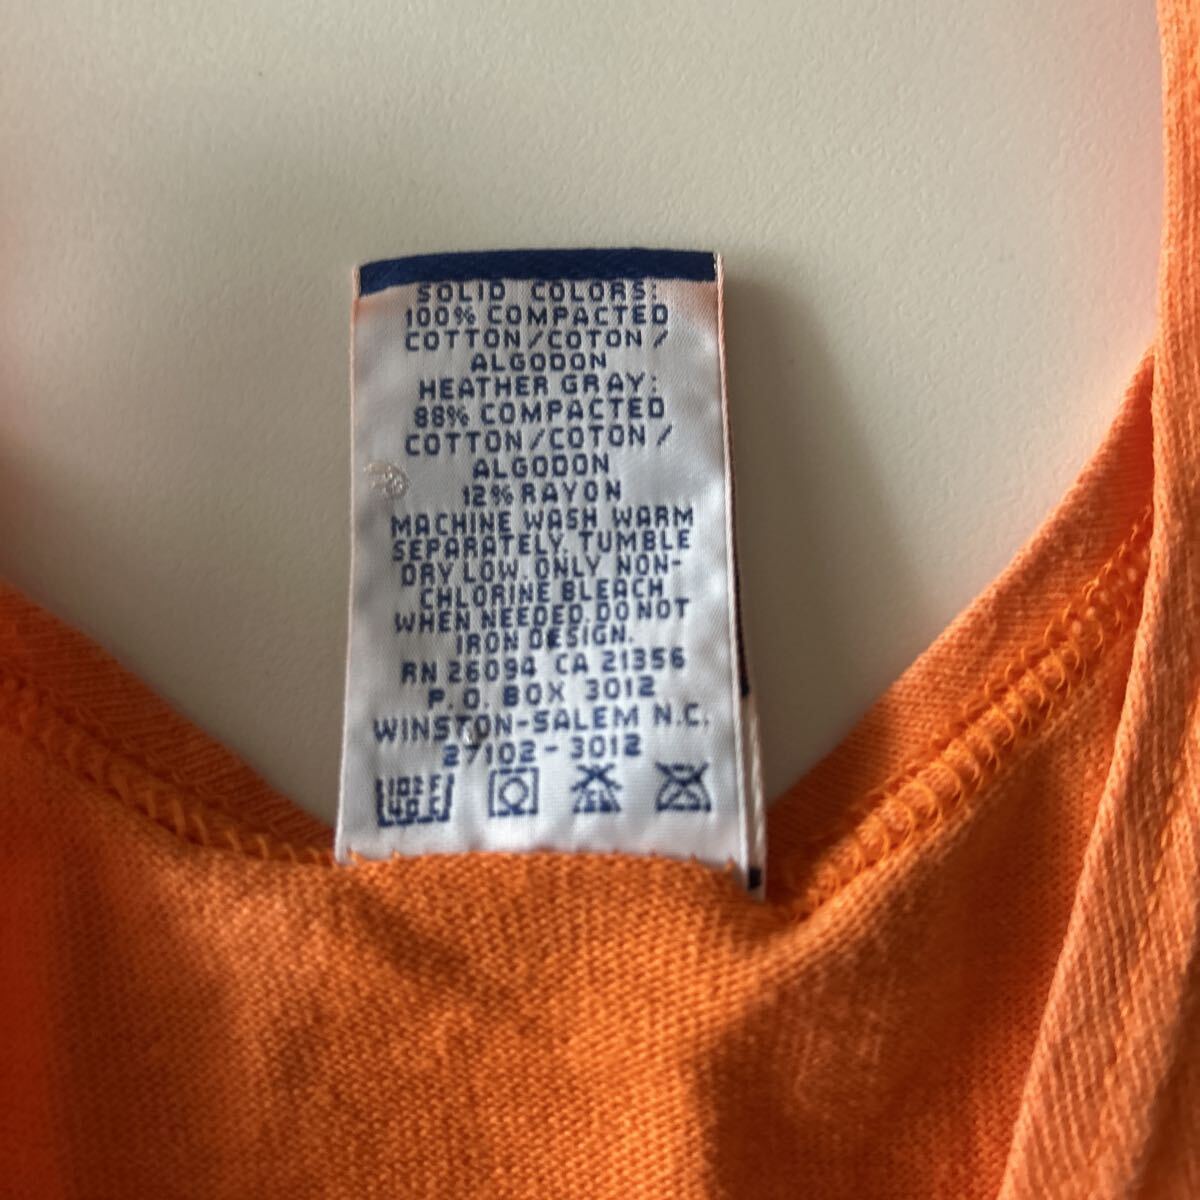 SOLID COLORS:
100% COMPACTED
COTTON/COTON/
ALGODON
HEATHER GRAY:
88% COMPACTED
COTTON/COTON/
ALGODON
12% RAYON
MACHINE WASH WARM
SEPARATELY. TUMBLE
DRY LOW. ONLY NON-
CHLORINE BLEACH
WHEN NEEDED. DO NOT
IRON DESIGN.
RN 26094 CA 21356
P.O. BOX 3012
WINSTON-SALEM N.C.
27102-3012